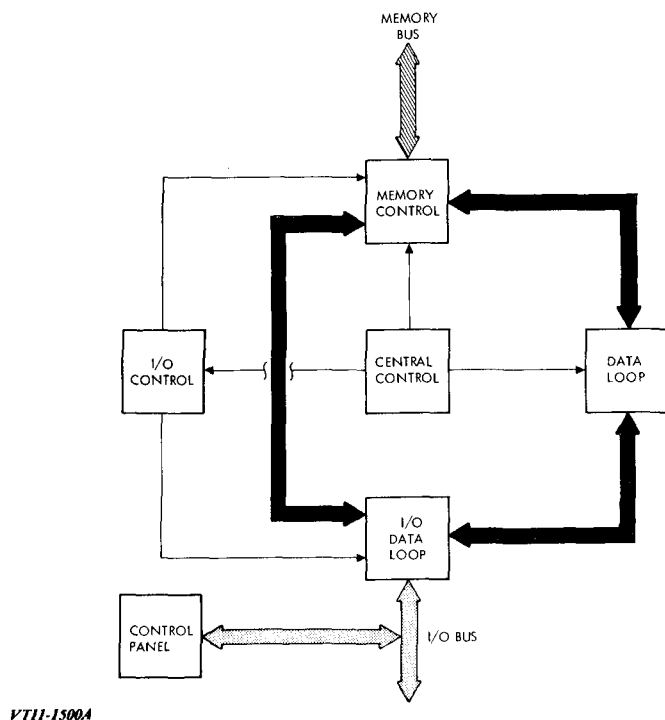 MEMORY
BUS
MEMORY
CONTROL
I/O
CONTROL
CENTRAL
CONTROL
DATA
LOOP
I/O
DATA
LOOP
CONTROL
PANEL
I/O BUS
VT11-1500A